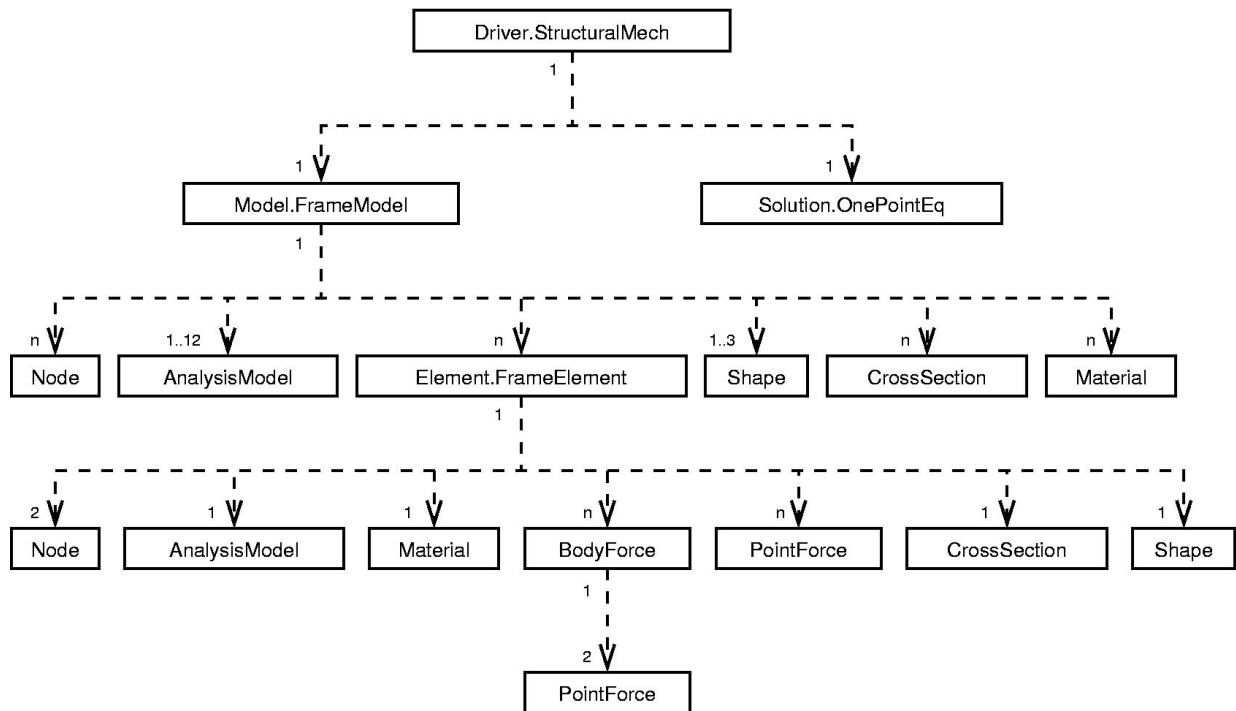 Driver.StructuralMech
1
1
1
Model.FrameModel
Solution.OnePointEq
1
n
1..12
n
1..3
n
n
Node
AnalysisModel
Element.FrameElement
Shape
CrossSection
Material
1
2
1
1
n
n
1
1
Node
AnalysisModel
Material
BodyForce
PointForce
CrossSection
Shape
1
2
PointForce